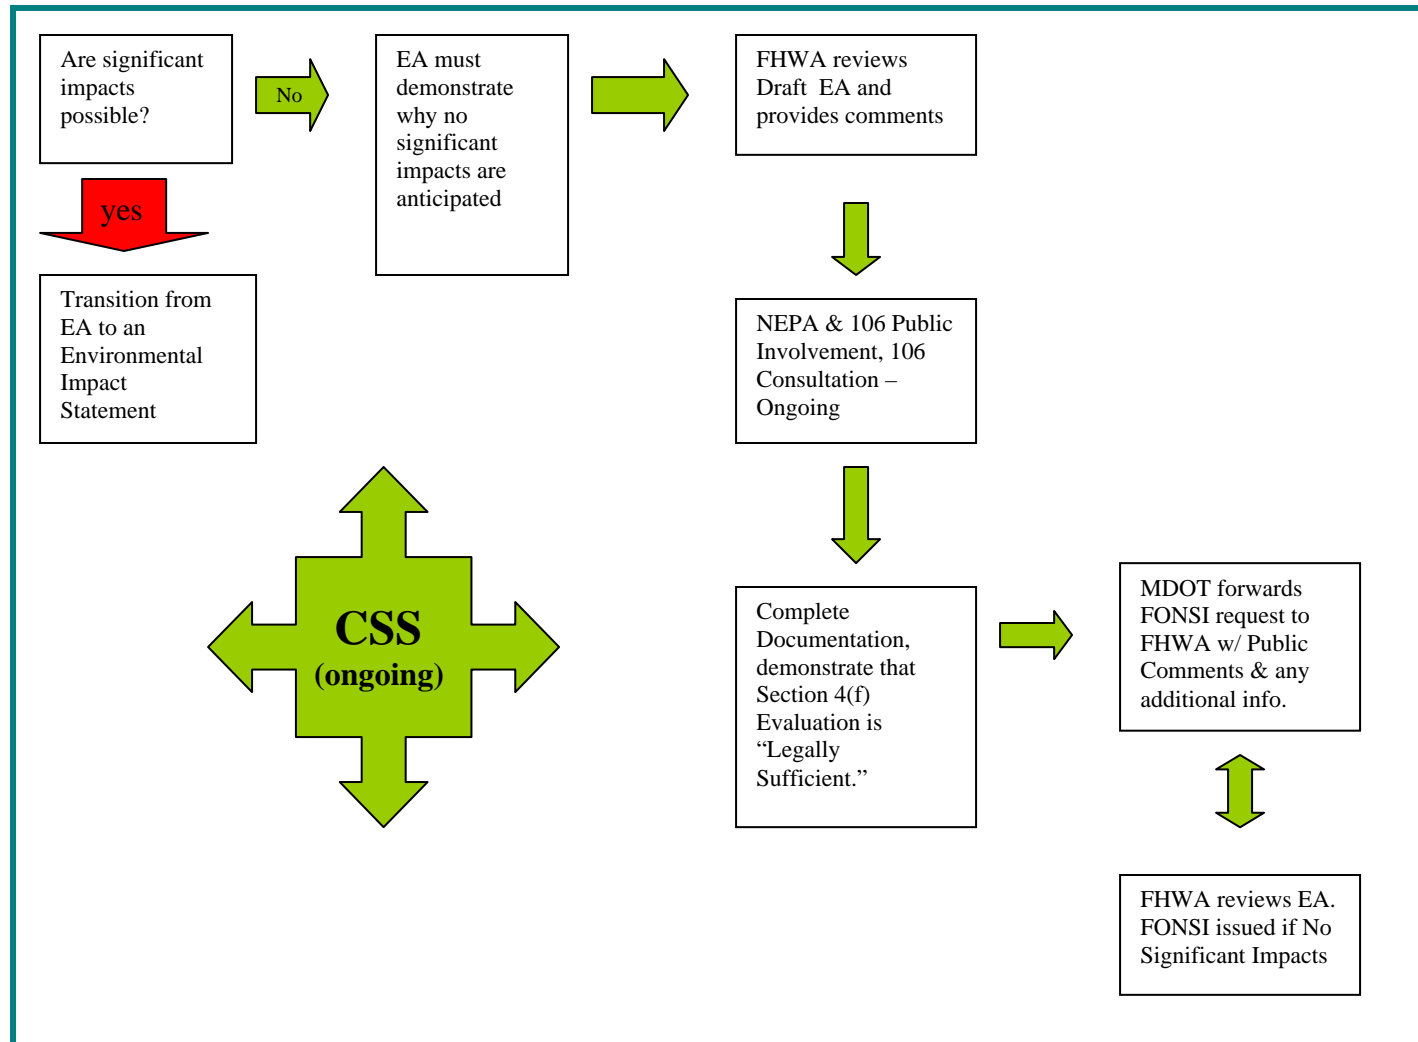 Are significant
impacts
possible?
No
EA must
demonstrate
why no
significant
impacts are
anticipated
FHWA reviews
Draft EA and
provides comments
yes
Transition from
EA to an
Environmental
Impact
Statement
NEPA & 106 Public
Involvement, 106
Consultation –
Ongoing
CSS
(ongoing)
Complete
Documentation,
demonstrate that
Section 4(f)
Evaluation is
“Legally
Sufficient.”
MDOT forwards
FONSI request to
FHWA w/ Public
Comments & any
additional info.
FHWA reviews EA.
FONSI issued if No
Significant Impacts